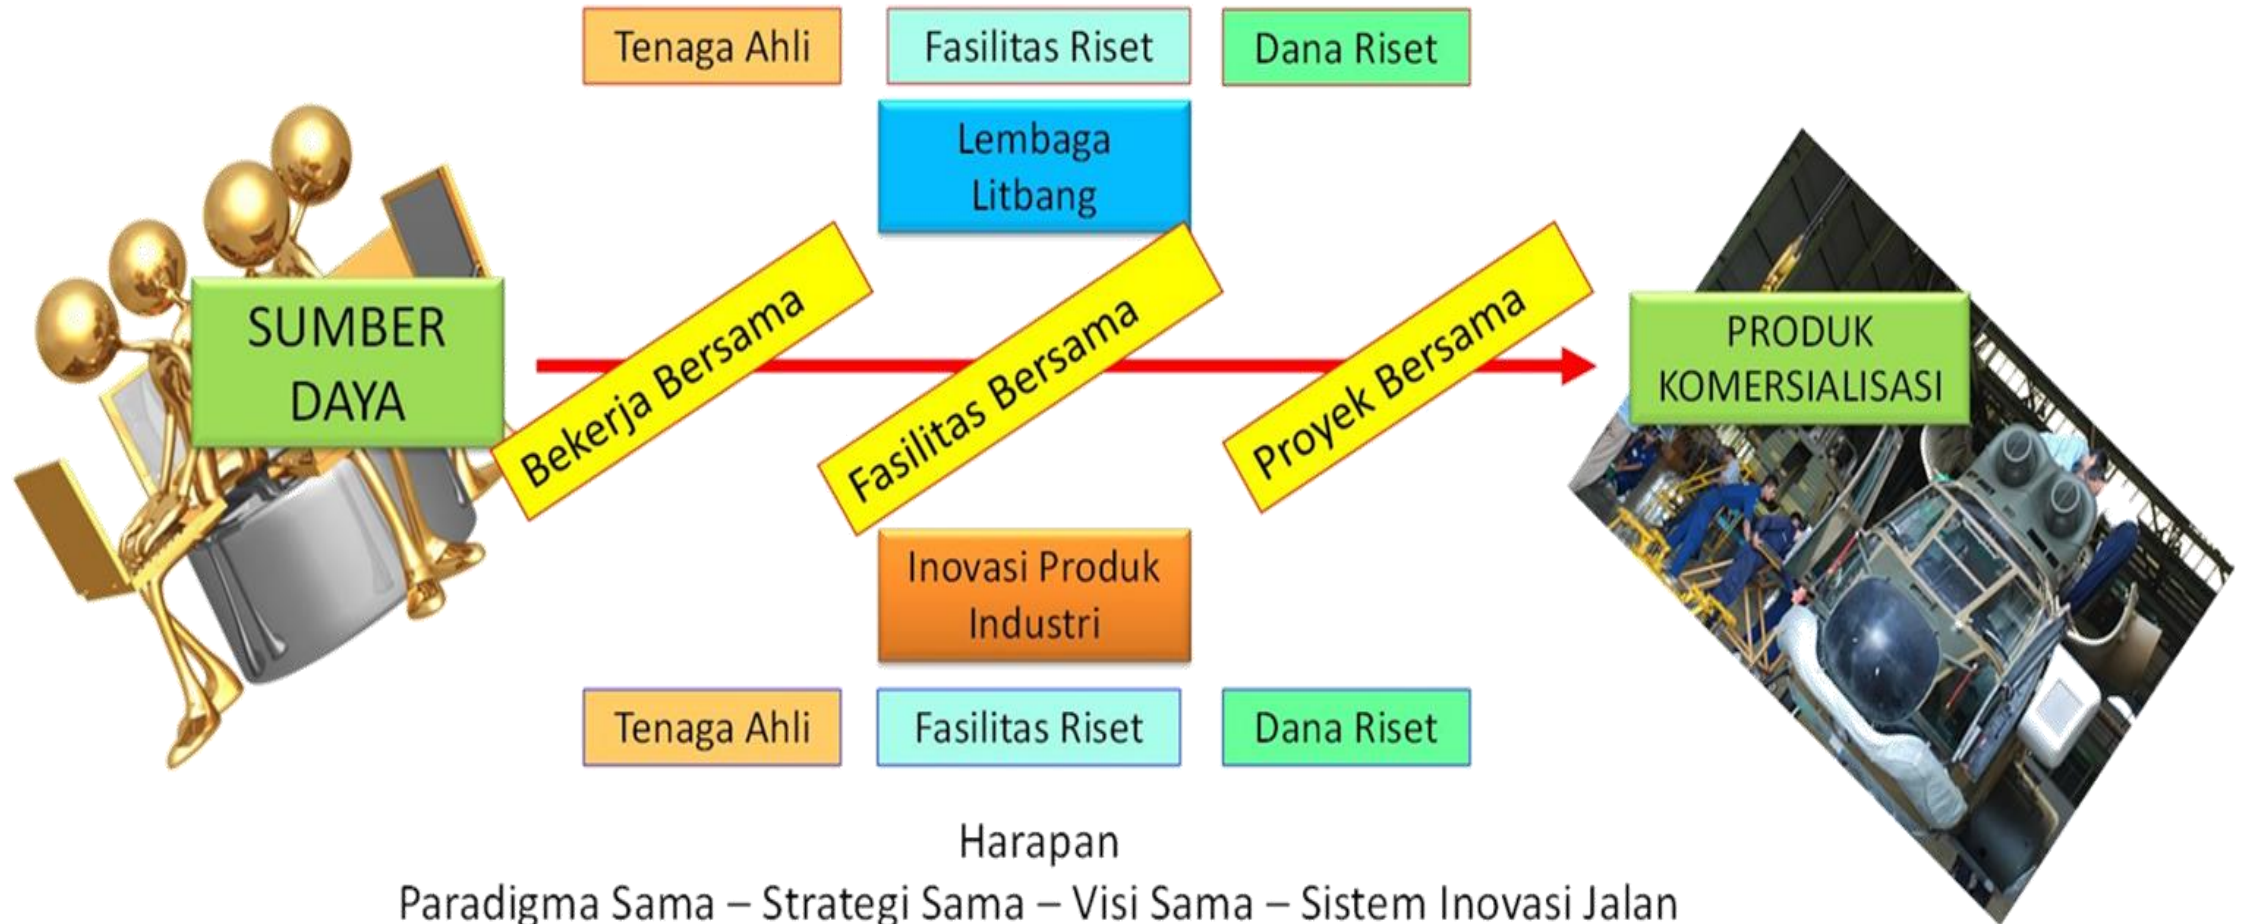 Tenaga Ahli
Fasilitas Riset
Dana Riset
Lembaga
Litbang
SUMBER
DAYA
Bekerja Bersama
Fasilitas Bersama
Proyek Bersama
PRODUK
KOMERSIALISASI
Inovasi Produk
Industri
Tenaga Ahli
Fasilitas Riset
Dana Riset
Harapan
Paradigma Sama – Strategi Sama – Visi Sama – Sistem Inovasi Jalan